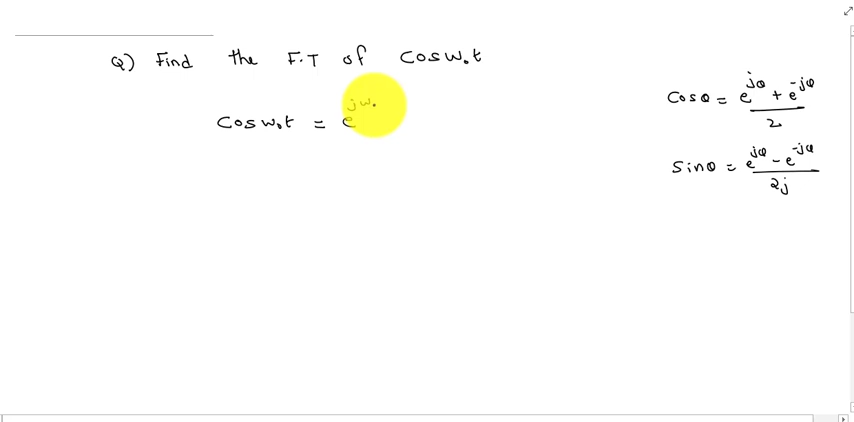 Q) Find the F.T of Cosω₀t
Cosω₀t = e^jω₀
Cosθ = (e^jθ + e^-jθ)/2
Sinθ = (e^jθ - e^-jθ)/2j